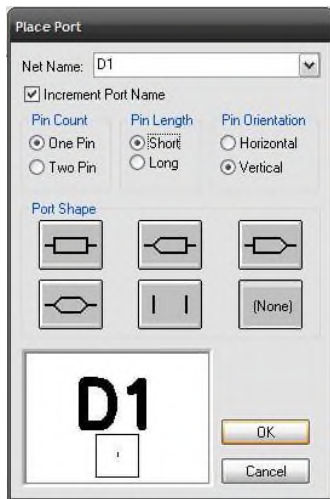 Place Port
Net Name: D1
Increment Port Name
Pin Count Pin Length Pin Orientation
One Pin Short Horizontal
Two Pin Long Vertical
Port Shape
(None)
D1
OK
Cancel